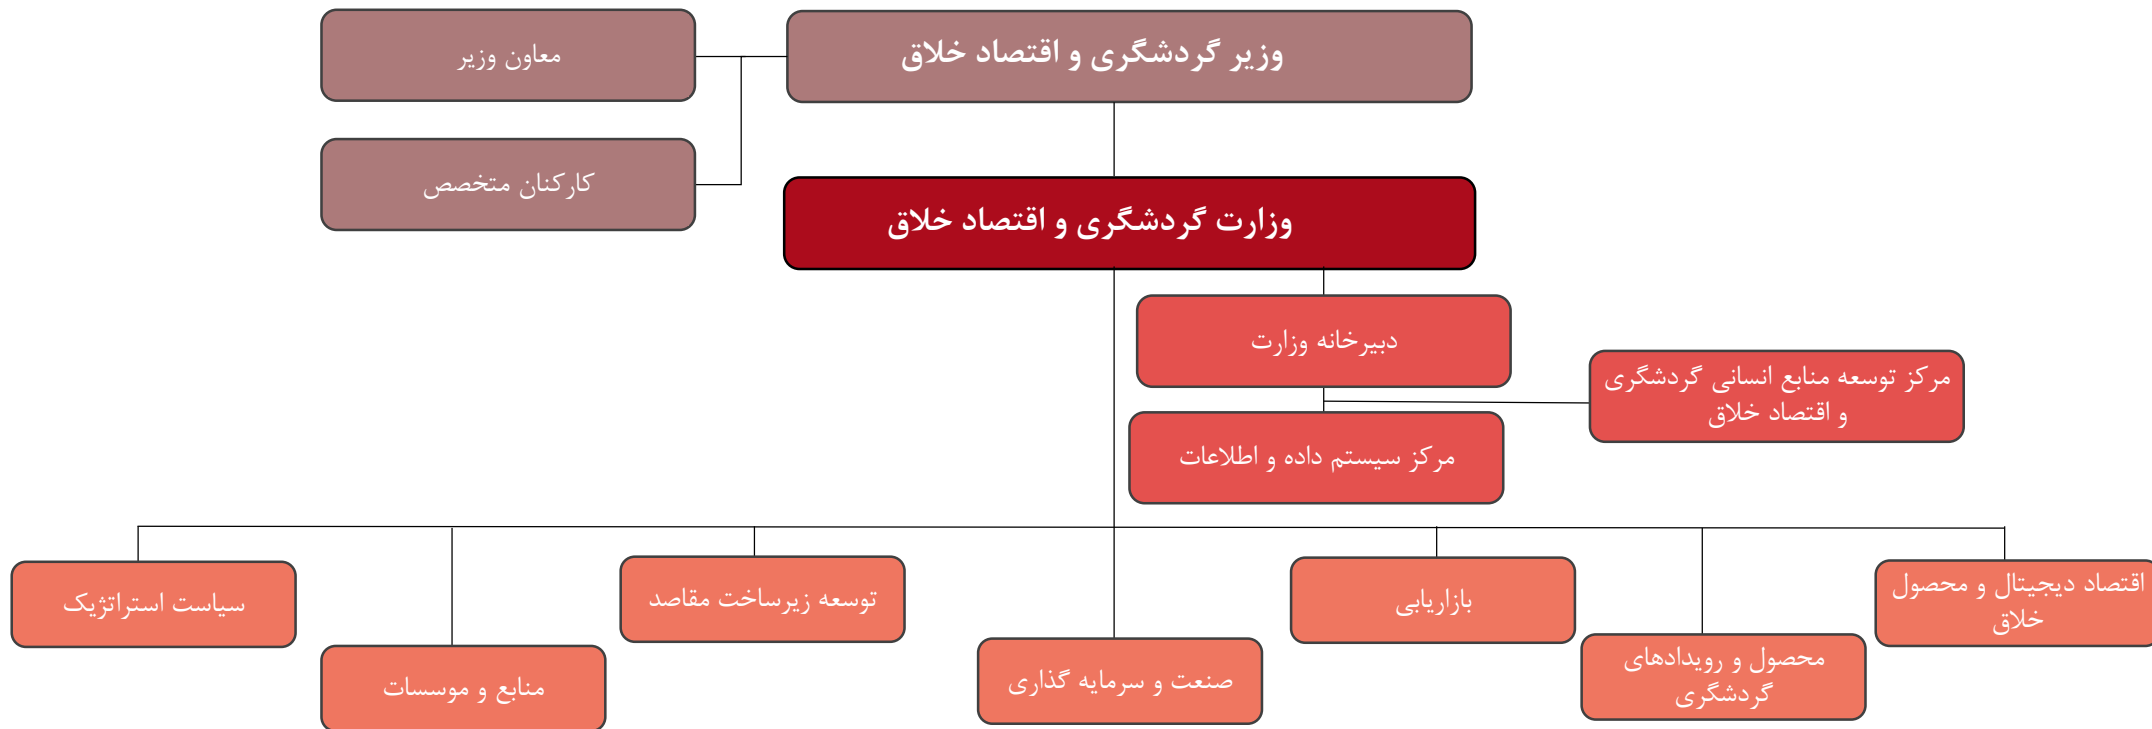 وزیر گردشگری و اقتصاد خلاق
معاون وزیر
کارکنان متخصص
وزارت گردشگری و اقتصاد خلاق
دبیرخانه وزارت
مرکز توسعه منابع انسانی گردشگری
و اقتصاد خلاق
مرکز سیستم داده و اطلاعات
اقتصاد دیجیتال و محصول
خلاق
محصول و رویدادهای
گردشگری
بازاریابی
صنعت و سرمایه گذاری
توسعه زیرساخت مقاصد
منابع و موسسات
سیاست استراتژیک